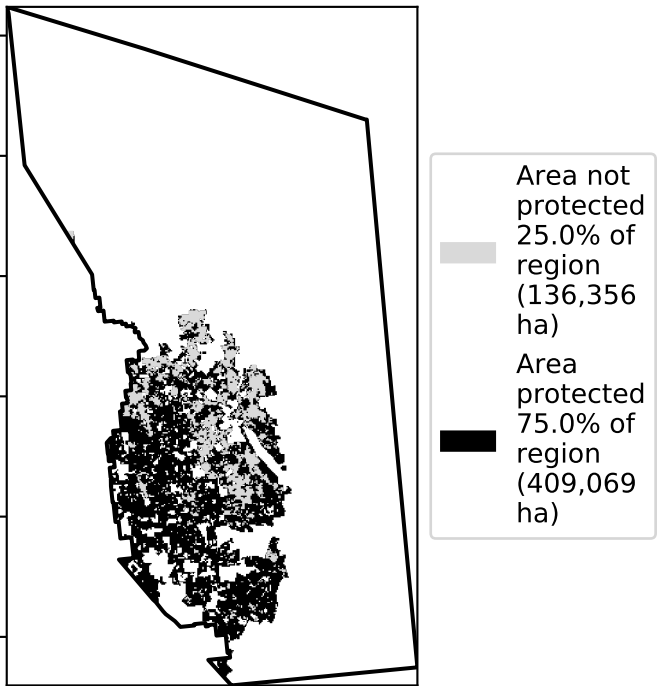 Area not
protected
25.0% of
region
(136,356
ha)
Area
protected
75.0% of
region
(409,069
ha)